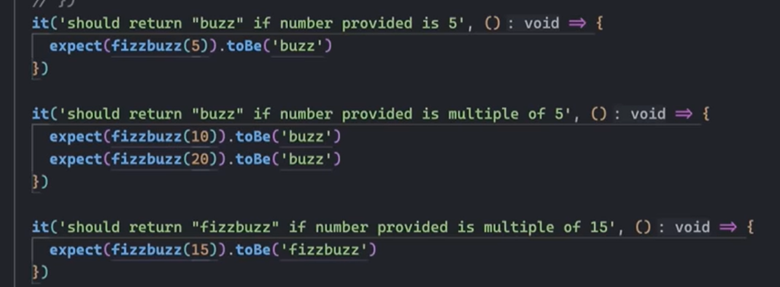 // })
it('should return "buzz" if number provided is 5', () : void => {
expect(fizzbuzz(5)).toBe('buzz')
})
it('should return "buzz" if number provided is multiple of 5', () : void => {
expect(fizzbuzz(10)).toBe('buzz')
expect(fizzbuzz(20)).toBe('buzz')
})
it('should return "fizzbuzz" if number provided is multiple of 15', () : void => {
expect(fizzbuzz(15)).toBe('fizzbuzz')
})